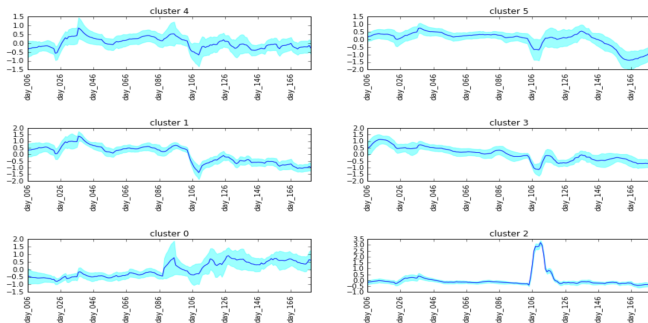 cluster 4
1.5
1.0
0.5
0.0
−0.5
−1.0
−1.5
day_006
day_026
day_046
day_066
day_086
day_106
day_126
day_146
day_166
cluster 5
1.0
0.5
0.0
−0.5
−1.0
−1.5
−2.0
day_006
day_026
day_046
day_066
day_086
day_106
day_126
day_146
day_166
cluster 1
2.0
1.5
1.0
0.5
0.0
−0.5
−1.0
−1.5
−2.0
day_006
day_026
day_046
day_066
day_086
day_106
day_126
day_146
day_166
cluster 3
2.0
1.5
1.0
0.5
0.0
−0.5
−1.0
−1.5
−2.0
day_006
day_026
day_046
day_066
day_086
day_106
day_126
day_146
day_166
cluster 0
2.0
1.5
1.0
0.5
0.0
−0.5
−1.0
−1.5
day_006
day_026
day_046
day_066
day_086
day_106
day_126
day_146
day_166
cluster 2
3.5
3.0
2.5
2.0
1.5
1.0
0.5
0.0
−0.5
−1.0
day_006
day_026
day_046
day_066
day_086
day_106
day_126
day_146
day_166